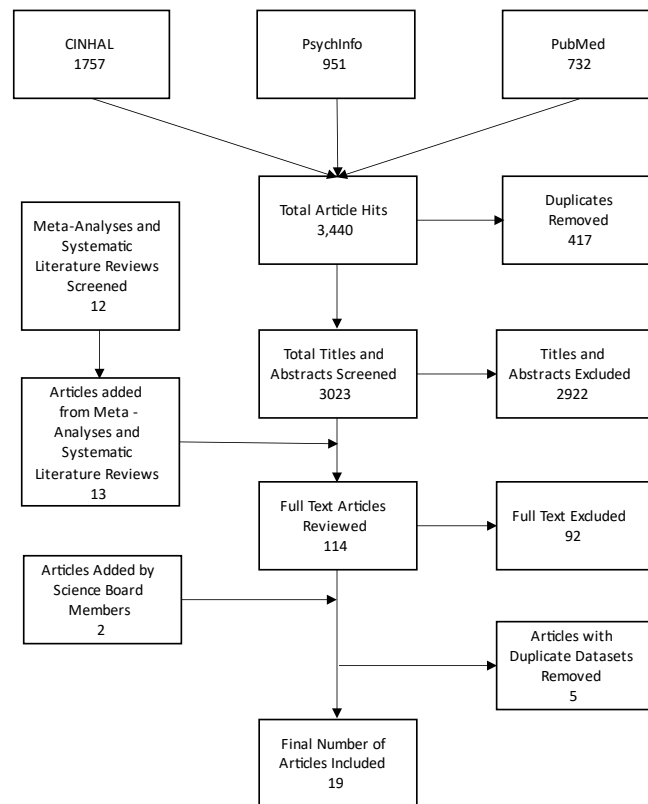 CINHAL
1757
PsychInfo
951
PubMed
732
Total Article Hits
3,440
Duplicates
Removed
417
Meta-Analyses and
Systematic
Literature Reviews
Screened
12
Total Titles and
Abstracts Screened
3023
Titles and
Abstracts Excluded
2922
Articles added
from Meta -
Analyses and
Systematic
Literature Reviews
13
Full Text Articles
Reviewed
114
Full Text Excluded
92
Articles Added by
Science Board
Members
2
Articles with
Duplicate Datasets
Removed
5
Final Number of
Articles Included
19